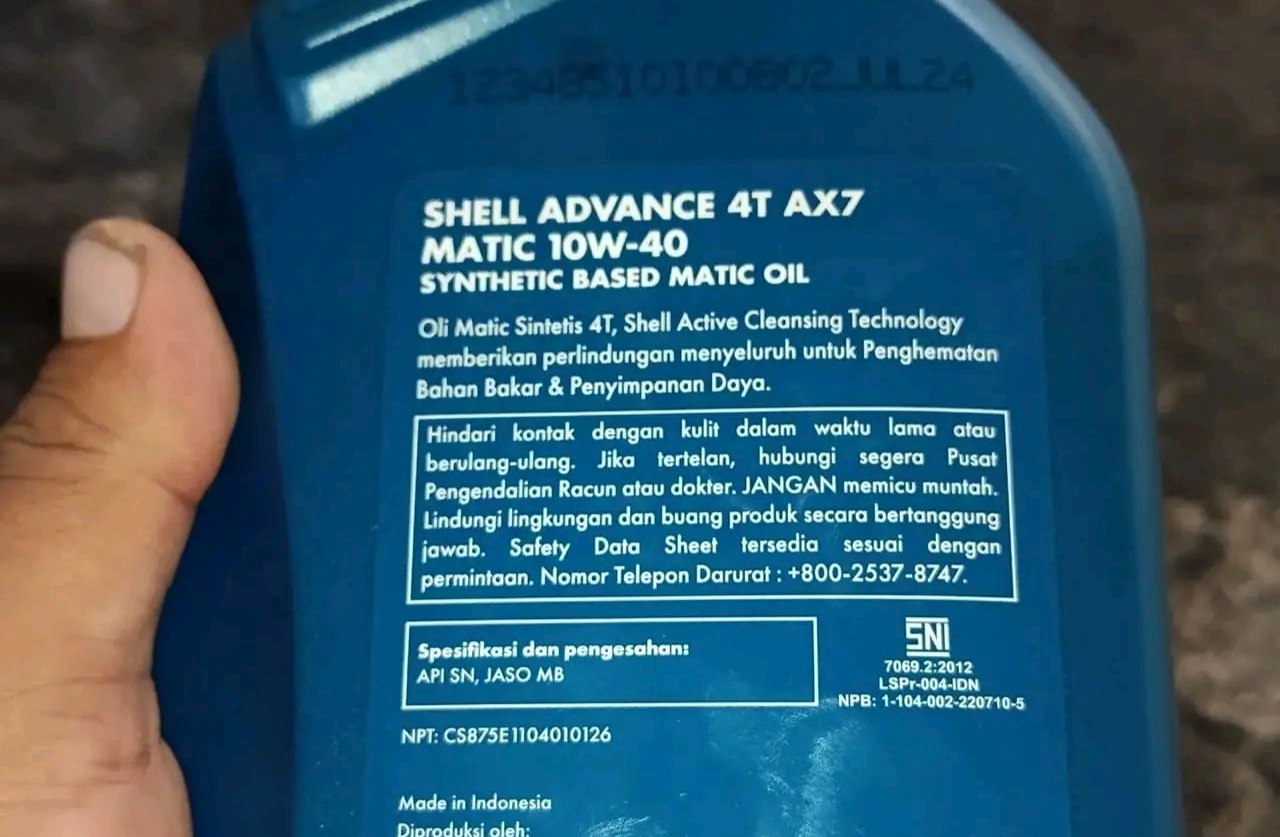 12348510100802 JUL 24
SHELL ADVANCE 4T AX7
MATIC 10W-40
SYNTHETIC BASED MATIC OIL
Oli Matic Sintetis 4T, Shell Active Cleansing Technology
memberikan perlindungan menyeluruh untuk Penghematan
Bahan Bakar & Penyimpanan Daya.
Hindari kontak dengan kulit dalam waktu lama atau
berulang-ulang. Jika tertelan, hubungi segera Pusat
Pengendalian Racun atau dokter. JANGAN memicu muntah.
Lindungi lingkungan dan buang produk secara bertanggung
jawab. Safety Data Sheet tersedia sesuai dengan
permintaan. Nomor Telepon Darurat : +800-2537-8747.
Spesifikasi dan pengesahan:
API SN, JASO MB
SNI
7069.2:2012
LSPr-004-IDN
NPB: 1-104-002-220710-5
NPT: CS875E1104010126
Made in Indonesia
Diproduksi oleh: